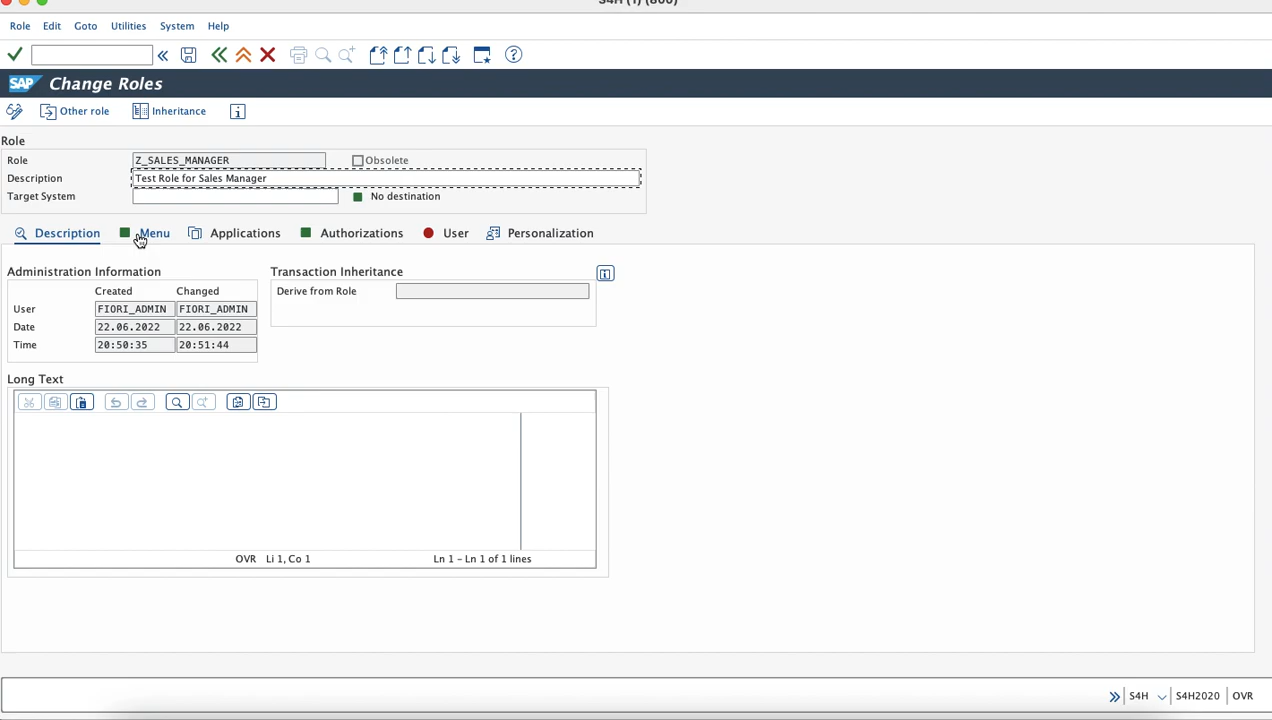 S4H (1) (800)
Role Edit Goto Utilities System Help
SAP Change Roles
Other role Inheritance
Role
Role Z_SALES_MANAGER Obsolete
Description Test Role for Sales Manager
Target System No destination
Description Menu Applications Authorizations User Personalization
Administration Information Transaction Inheritance
Created Changed Derive from Role
User FIORI_ADMIN FIORI_ADMIN
Date 22.06.2022 22.06.2022
Time 20:50:35 20:51:44
Long Text
OVR Li 1, Co 1 Ln 1 - Ln 1 of 1 lines
S4H S4H2020 OVR